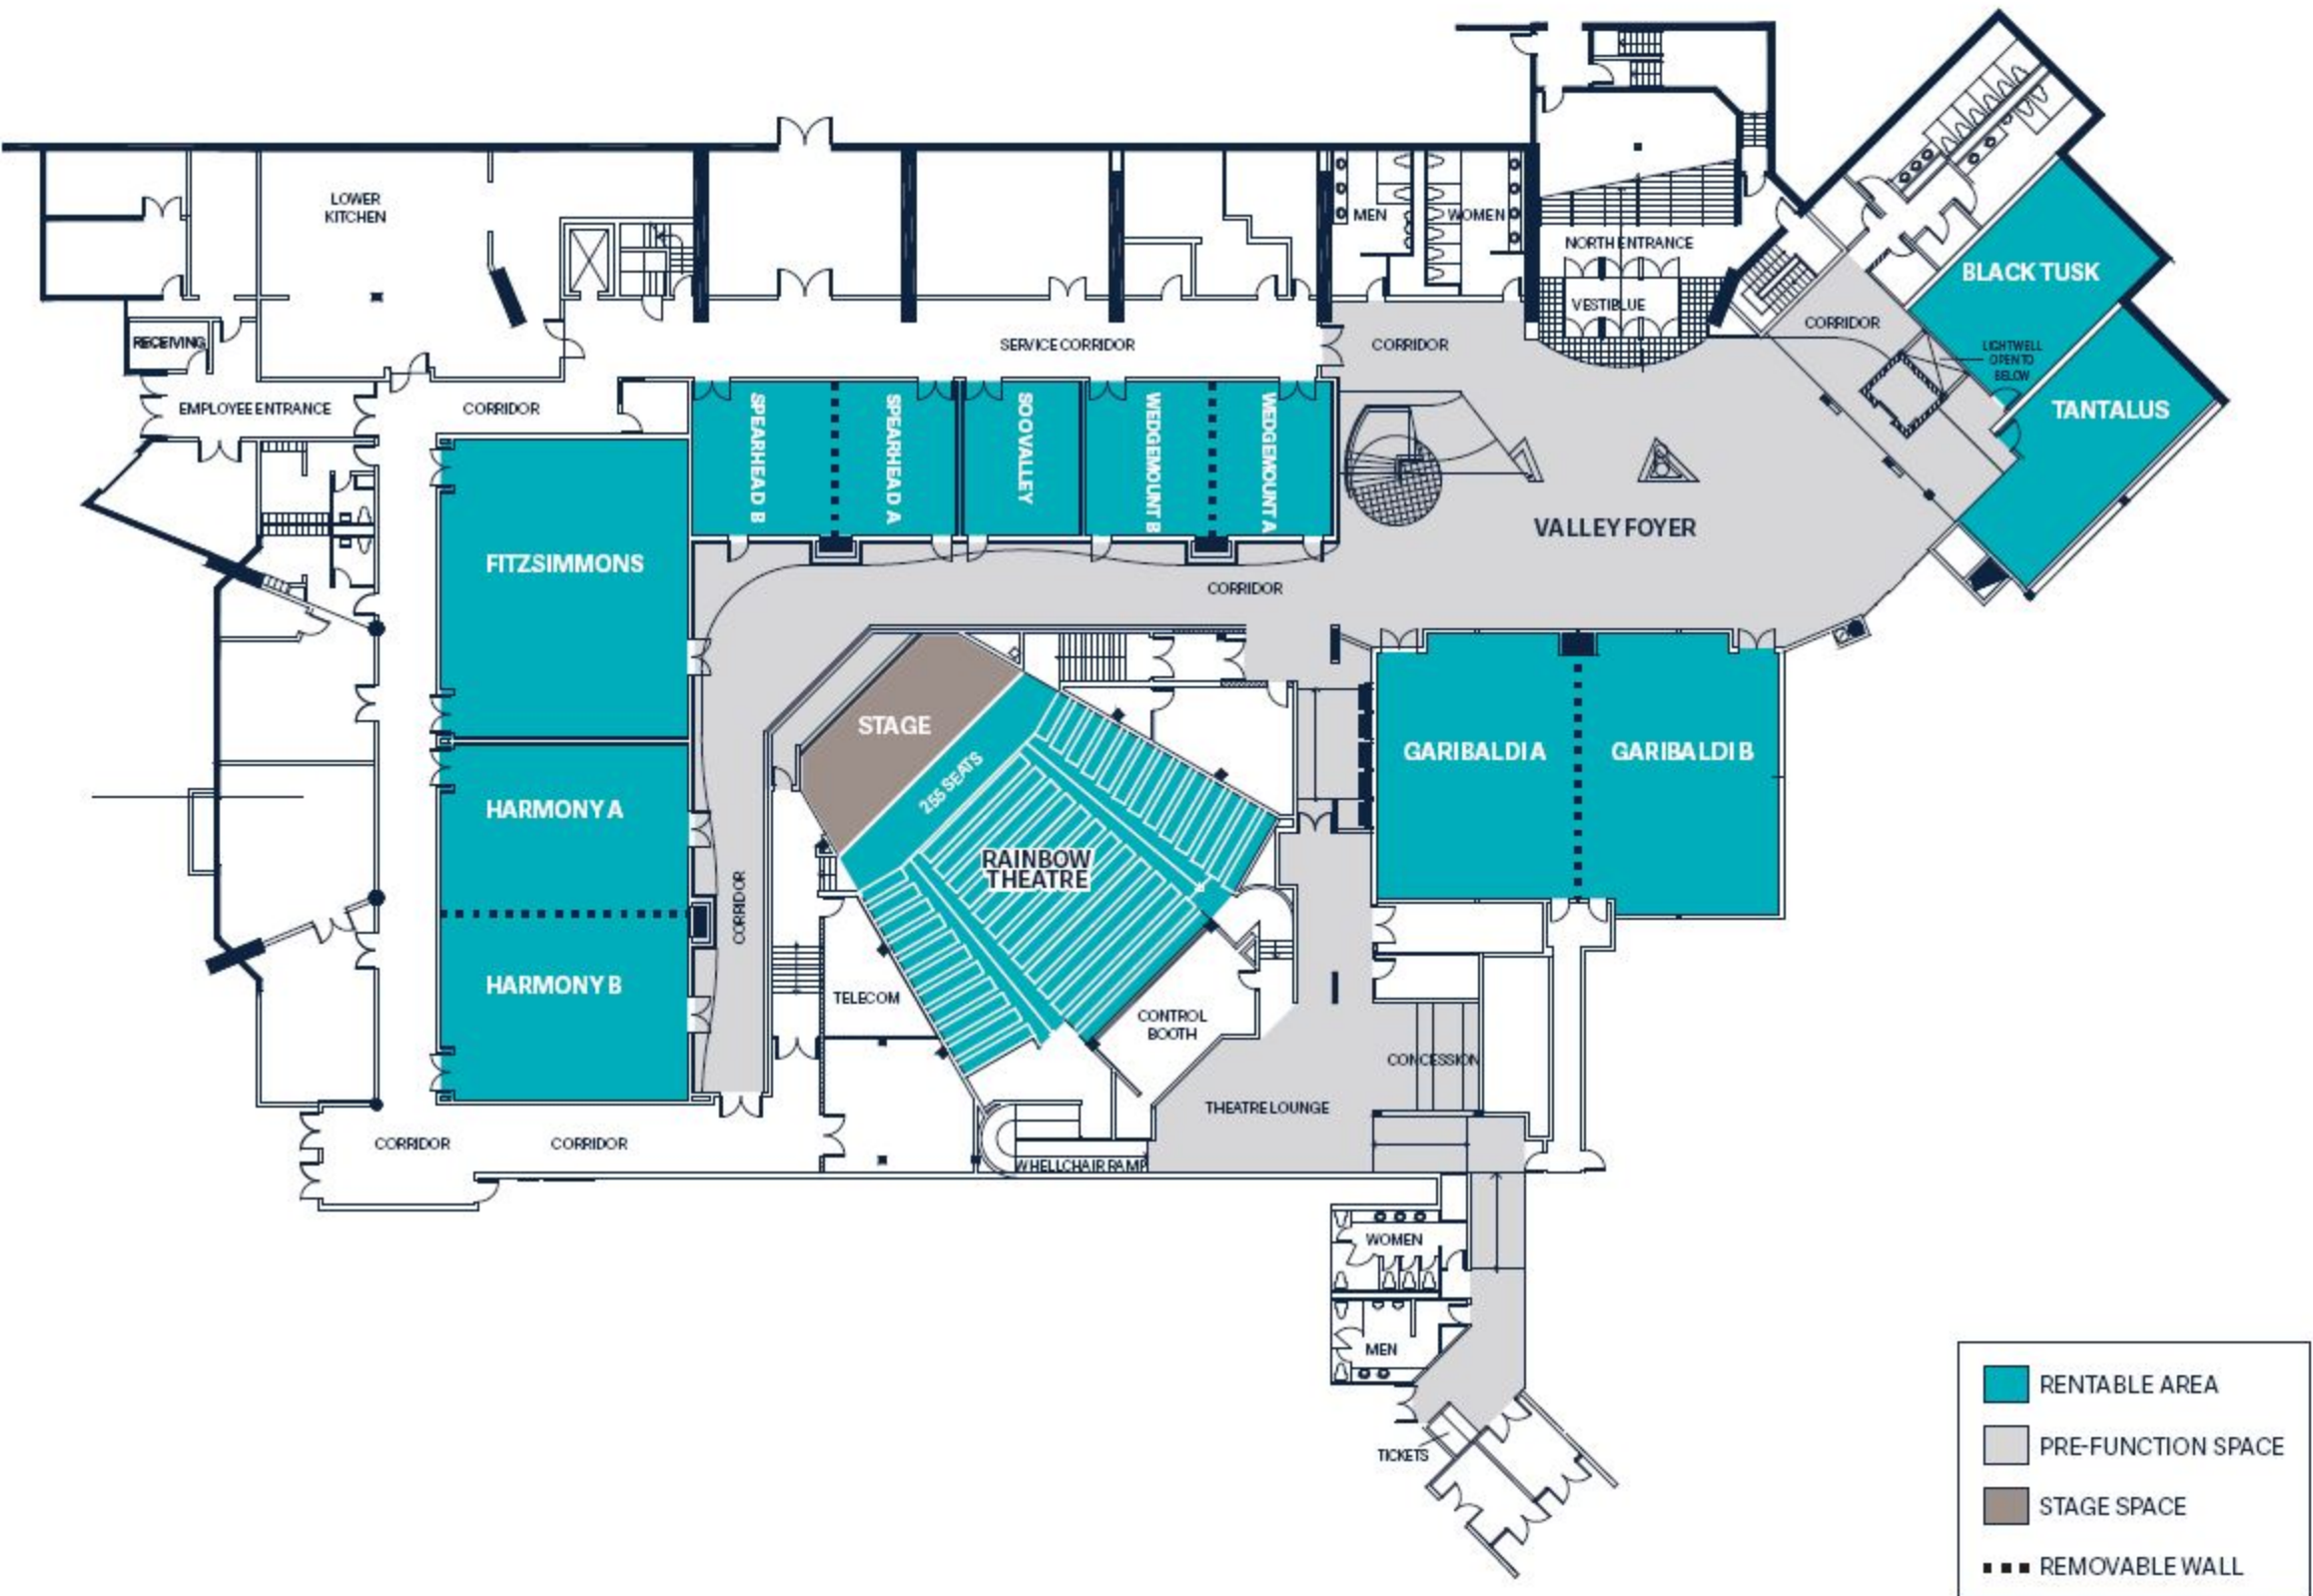 LOWER
KITCHEN
MEN
WOMEN
NORTH ENTRANCE
VESTIBLUE
BLACK TUSK
CORRIDOR
LIGHTWELL
OPEN TO
BELOW
TANTALUS
RECEIVING
SERVICE CORRIDOR
CORRIDOR
EMPLOYEE ENTRANCE
CORRIDOR
SPEARHEAD B
SPEARHEAD A
SOOVALLEY
WEDGEMOUNT B
WEDGEMOUNT A
VALLEY FOYER
FITZSIMMONS
CORRIDOR
STAGE
255 SEATS
RAINBOW
THEATRE
GARIBALDI A
GARIBALDI B
HARMONY A
CORRIDOR
HARMONY B
TELECOM
CONTROL
BOOTH
CONCESSION
THEATRE LOUNGE
CORRIDOR
CORRIDOR
WHELLCHAIR RAMP
WOMEN
MEN
TICKETS
RENTABLE AREA
PRE-FUNCTION SPACE
STAGE SPACE
REMOVABLE WALL